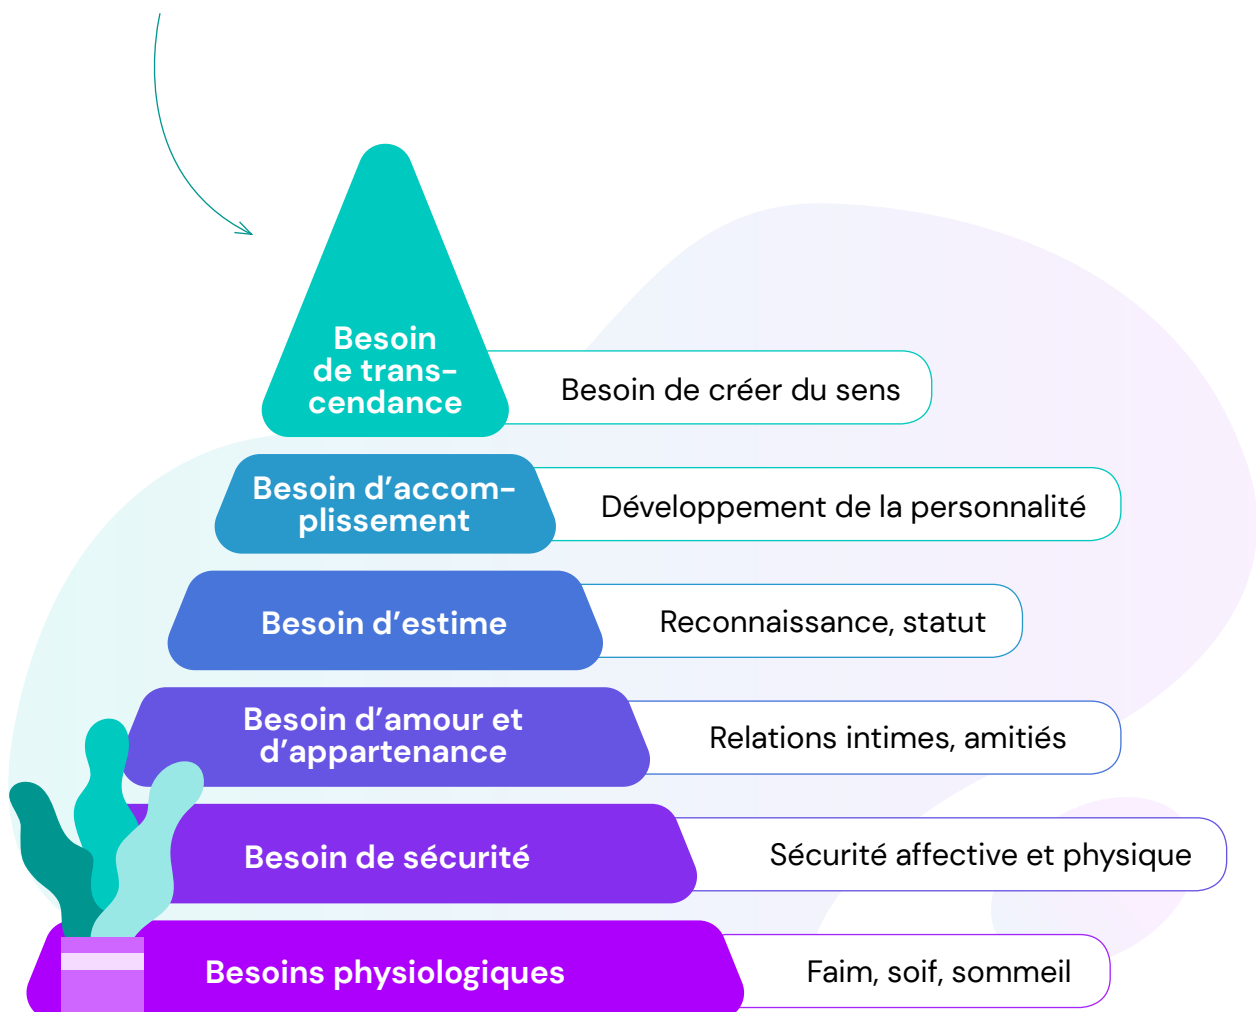 Besoin
de trans-
cendance
Besoin de créer du sens
Besoin d’accom-
plissement
Développement de la personnalité
Besoin d’estime
Reconnaissance, statut
Besoin d’amour et
d’appartenance
Relations intimes, amitiés
Besoin de sécurité
Sécurité affective et physique
Besoins physiologiques
Faim, soif, sommeil